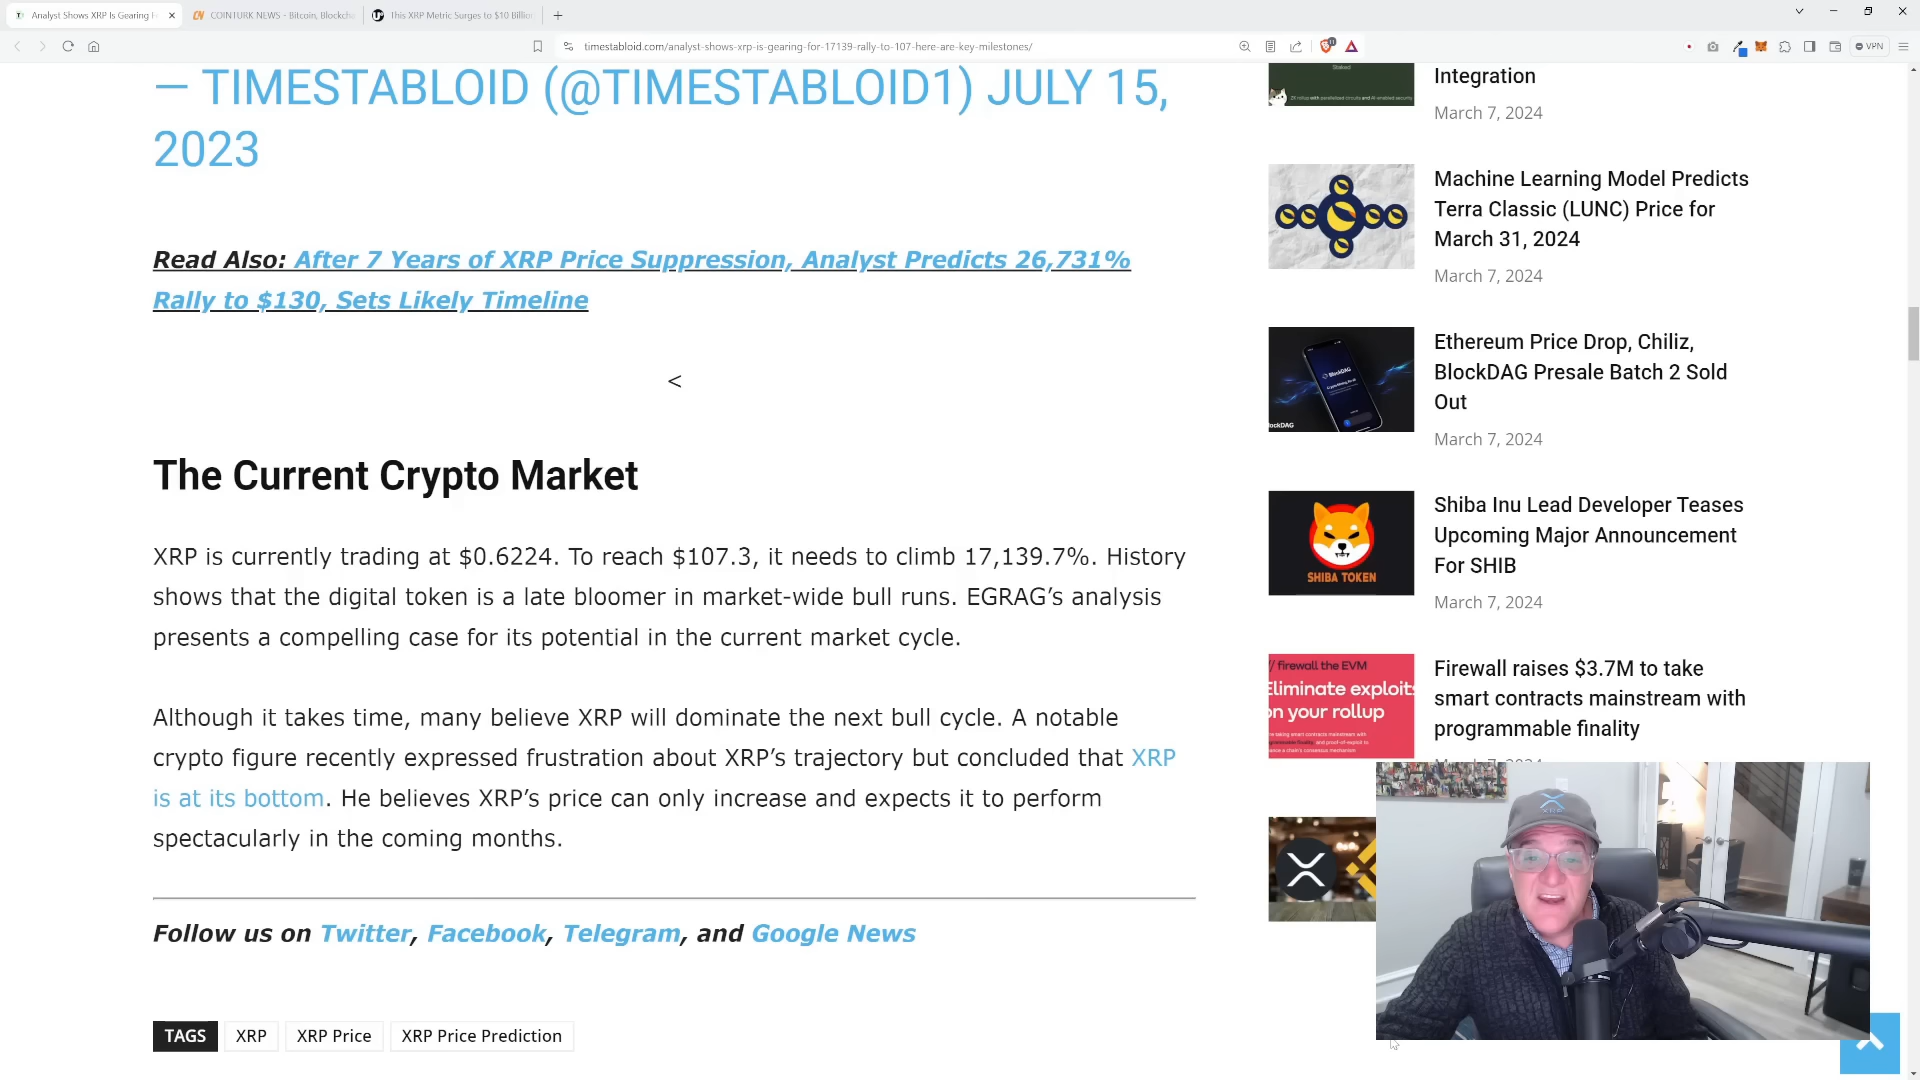 Analyst Shows XRP Is Gearing
COINTURK NEWS - Bitcoin, Blockcha
This XRP Metric Surges to $10 Billio
timestabloid.com/analyst-shows-xrp-is-gearing-for-17139-rally-to-107-here-are-key-milestones/
VPN
— TIMESTABLOID (@TIMESTABLOID1) JULY 15,
2023
Read Also: After 7 Years of XRP Price Suppression, Analyst Predicts 26,731%
Rally to $130, Sets Likely Timeline
<
The Current Crypto Market
XRP is currently trading at $0.6224. To reach $107.3, it needs to climb 17,139.7%. History
shows that the digital token is a late bloomer in market-wide bull runs. EGRAG’s analysis
presents a compelling case for its potential in the current market cycle.
Although it takes time, many believe XRP will dominate the next bull cycle. A notable
crypto figure recently expressed frustration about XRP’s trajectory but concluded that XRP
is at its bottom. He believes XRP’s price can only increase and expects it to perform
spectacularly in the coming months.
Follow us on Twitter, Facebook, Telegram, and Google News
TAGS
XRP
XRP Price
XRP Price Prediction
Integration
March 7, 2024
Machine Learning Model Predicts
Terra Classic (LUNC) Price for
March 31, 2024
March 7, 2024
BlockDAG
Ethereum Price Drop, Chiliz,
BlockDAG Presale Batch 2 Sold
Out
March 7, 2024
SHIBA TOKEN
Shiba Inu Lead Developer Teases
Upcoming Major Announcement
For SHIB
March 7, 2024
// firewall the EVM
Eliminate exploits
on your rollup
Firewall raises $3.7M to take
smart contracts mainstream with
programmable finality
XRP